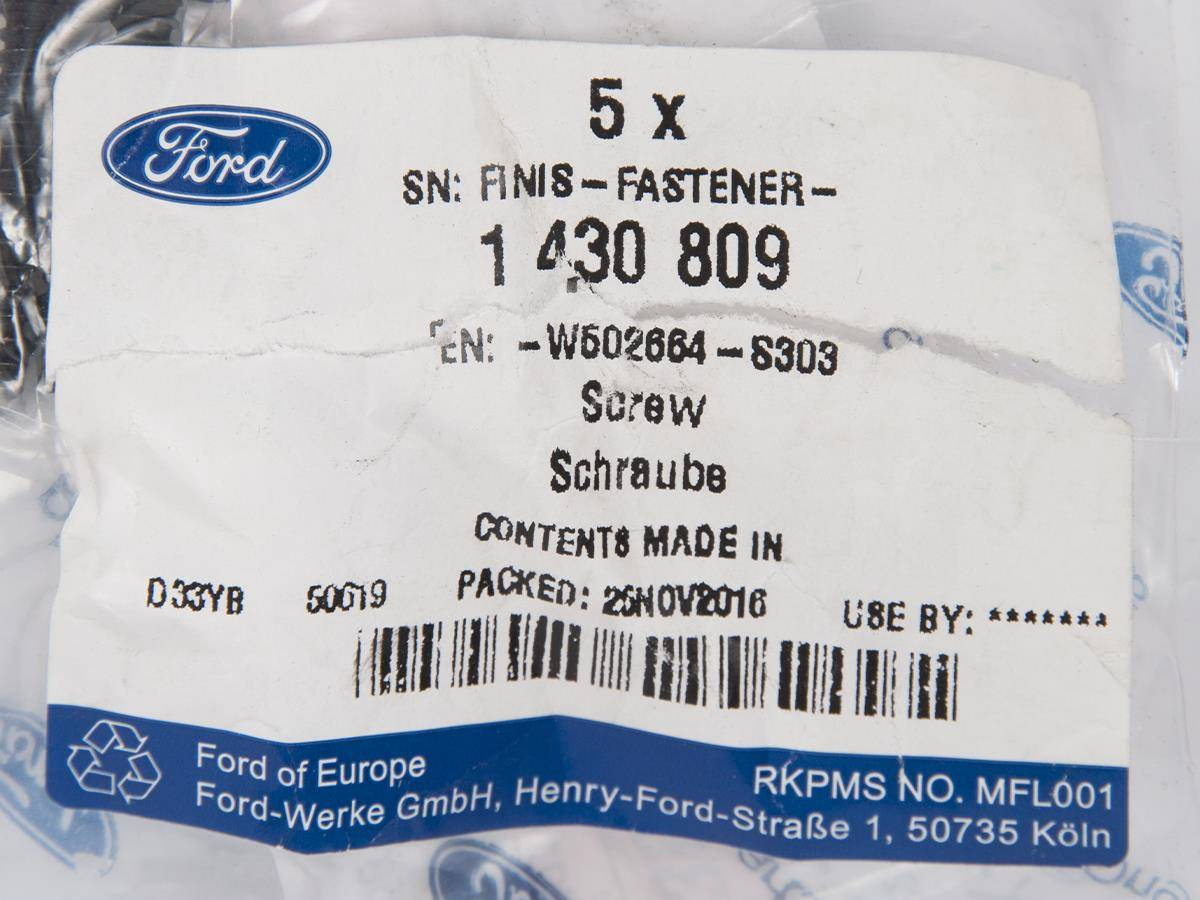 Ford
5 x
SN: FINIS-FASTENER-
1 430 809
EN: -W502664-S303
Screw
Schraube
CONTENTS MADE IN
D33YB 50619 PACKED: 25NOV2016 USE BY: *******
Ford of Europe RKPMS NO. MFL001
Ford-Werke GmbH, Henry-Ford-Straße 1, 50735 Köln